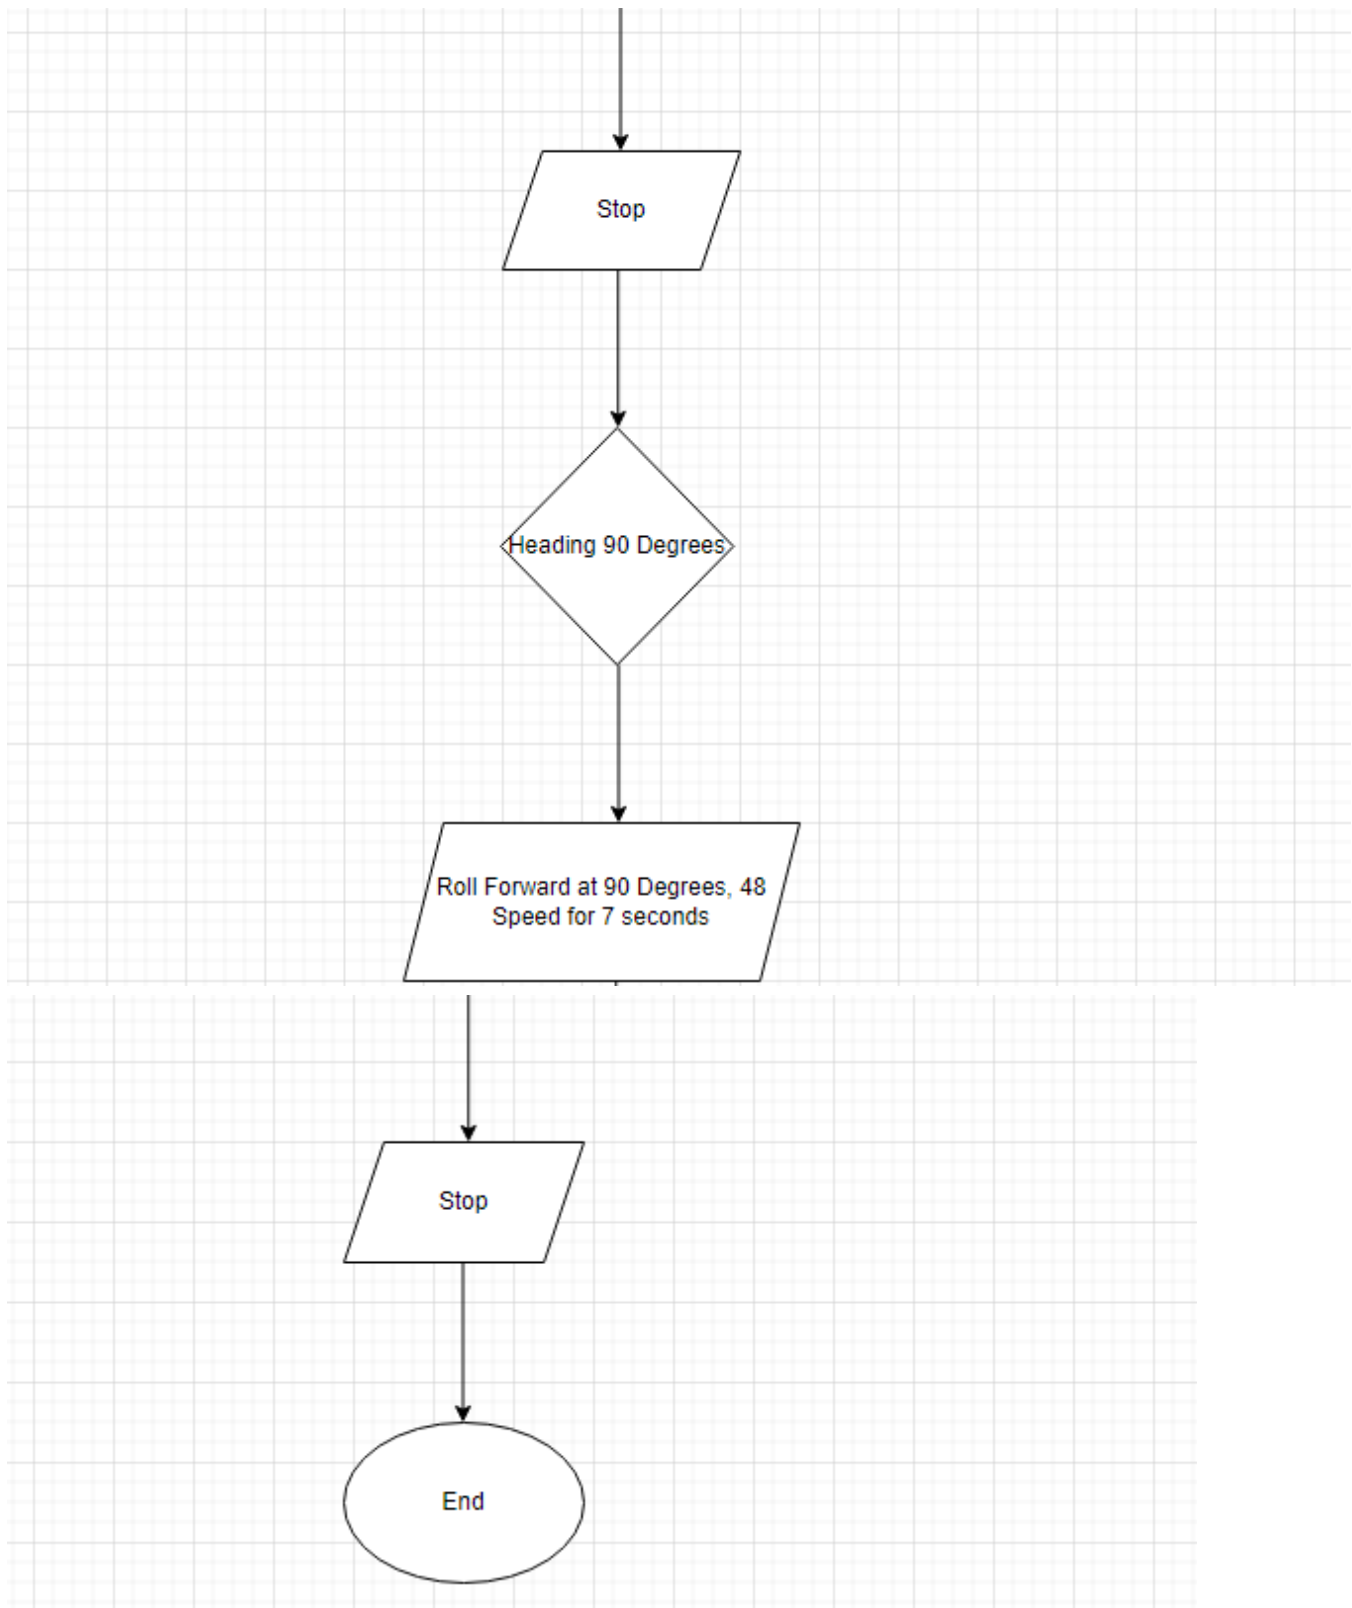 Stop
Heading 90 Degrees
Roll Forward at 90 Degrees, 48
Speed for 7 seconds
Stop
End